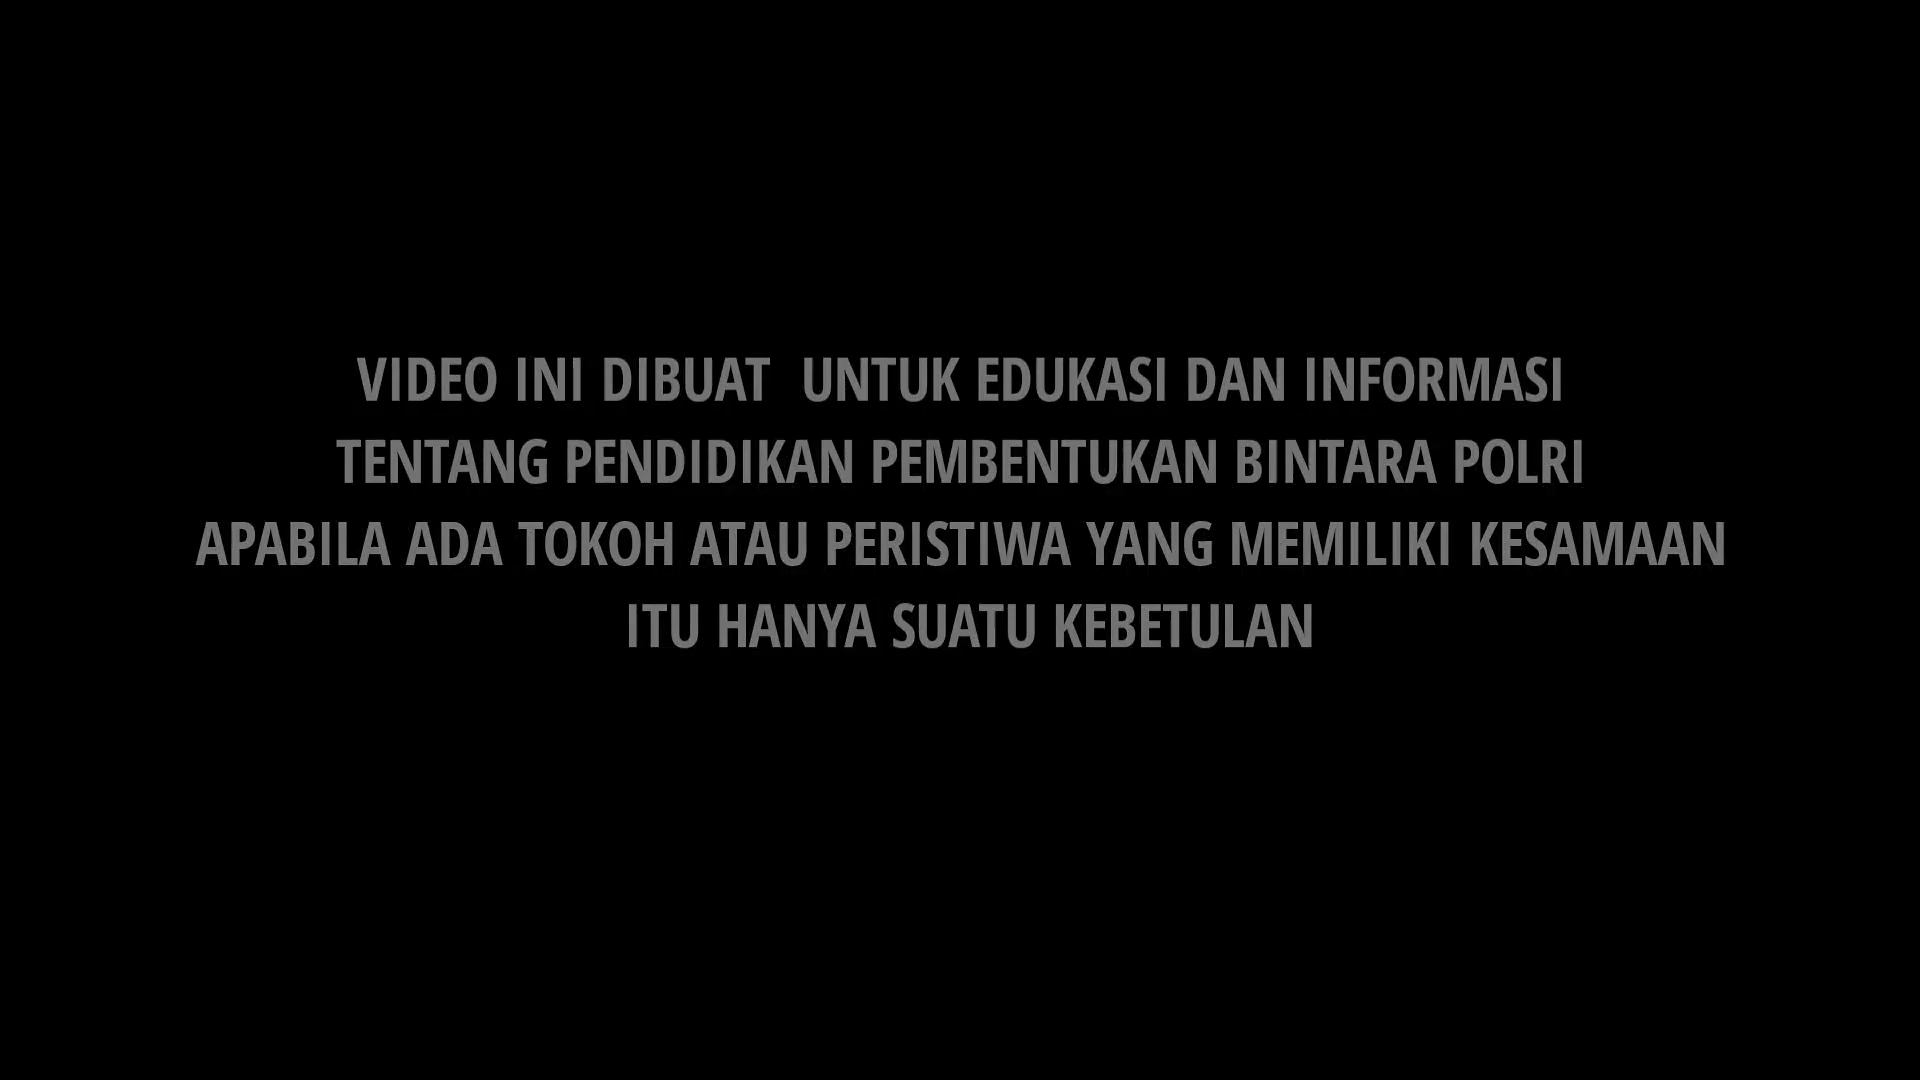 VIDEO INI DIBUAT  UNTUK EDUKASI DAN INFORMASI
TENTANG PENDIDIKAN PEMBENTUKAN BINTARA POLRI
APABILA ADA TOKOH ATAU PERISTIWA YANG MEMILIKI KESAMAAN
ITU HANYA SUATU KEBETULAN